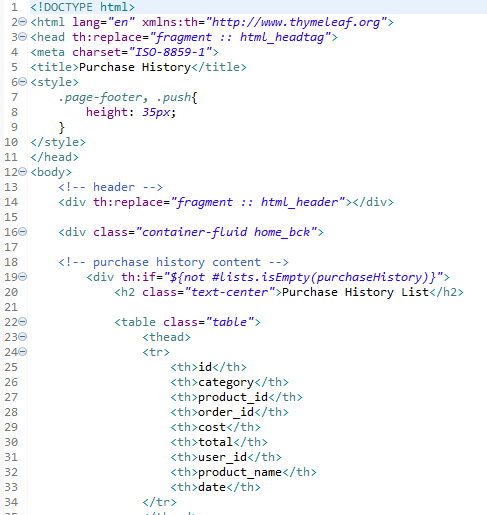 1 <!DOCTYPE html>
2 <html lang="en" xmlns:th="http://www.thymeleaf.org">
3 <head th:replace="fragment :: html_headtag">
4 <meta charset="ISO-8859-1">
5 <title>Purchase History</title>
6 <style>
7     .page-footer, .push{
8         height: 35px;
9     }
10 </style>
11 </head>
12 <body>
13     <!-- header -->
14     <div th:replace="fragment :: html_header"></div>
15
16     <div class="container-fluid home_bck">
17
18     <!-- purchase history content -->
19         <div th:if="${not #lists.isEmpty(purchaseHistory)}">
20             <h2 class="text-center">Purchase History List</h2>
21
22             <table class="table">
23                 <thead>
24                 <tr>
25                     <th>id</th>
26                     <th>category</th>
27                     <th>product_id</th>
28                     <th>order_id</th>
29                     <th>cost</th>
30                     <th>total</th>
31                     <th>user_id</th>
32                     <th>product_name</th>
33                     <th>date</th>
34                 </tr>